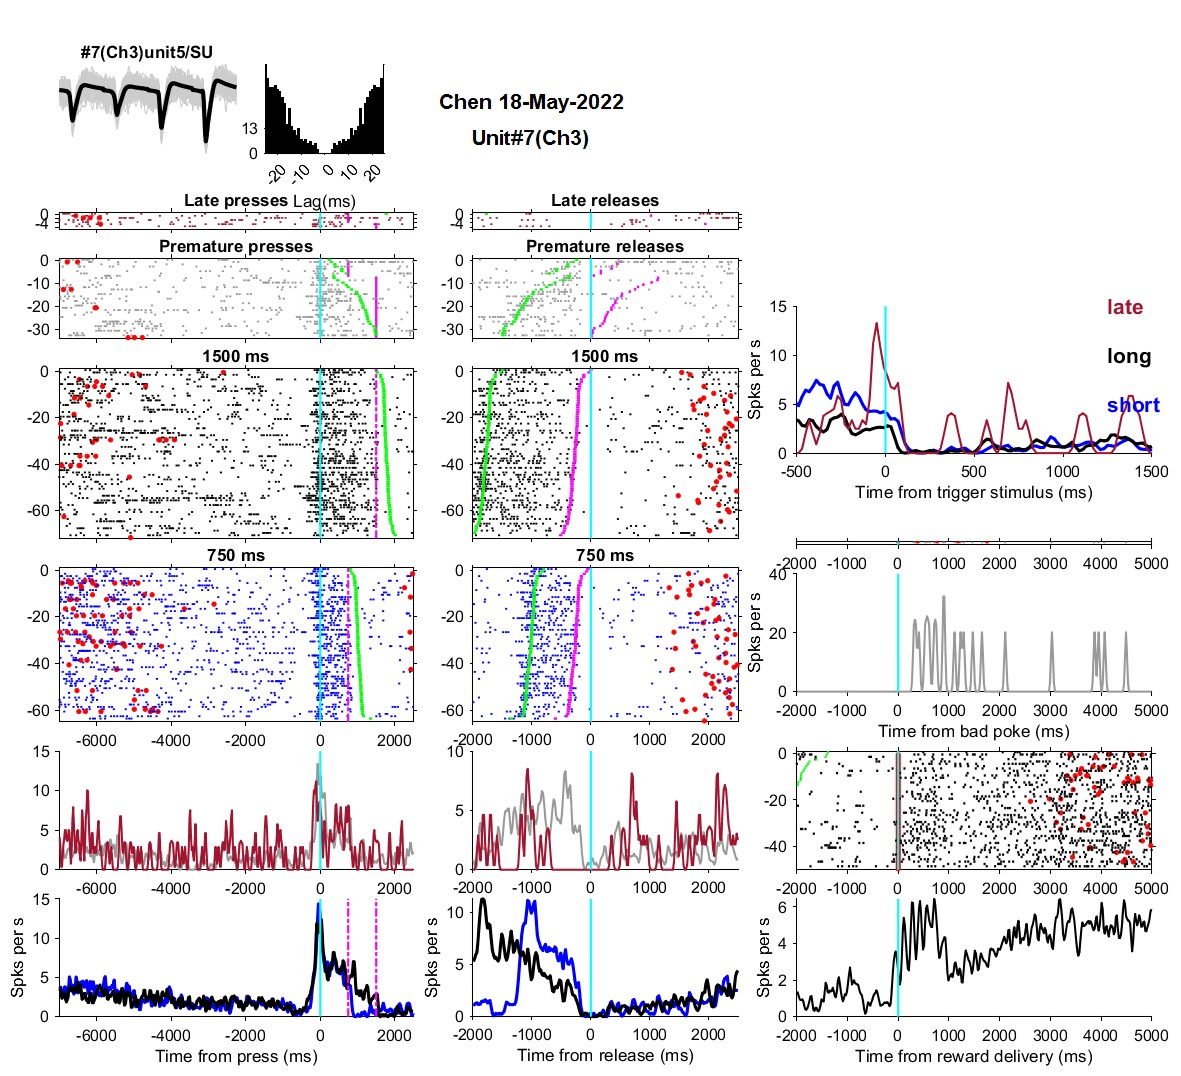 #7(Ch3)unit5/SU
Chen 18-May-2022
Unit#7(Ch3)
13
0
-20 -10 0 10 20
Lag(ms)
Late presses
0
-4
Late releases
0
-4
Premature presses
0
-10
-20
-30
Premature releases
0
-10
-20
-30
1500 ms
0
-20
-40
-60
1500 ms
0
-20
-40
-60
15
10
5
0
Spks per s
late
long
short
-500 0 500 1000 1500
Time from trigger stimulus (ms)
750 ms
0
-20
-40
-60
-6000 -4000 -2000 0 2000
750 ms
0
-20
-40
-60
-2000 -1000 0 1000 2000
-2000 -1000 0 1000 2000 3000 4000 5000
40
20
0
Spks per s
-2000 -1000 0 1000 2000 3000 4000 5000
Time from bad poke (ms)
15
10
5
0
-6000 -4000 -2000 0 2000
10
5
0
-2000 -1000 0 1000 2000
0
-20
-40
-2000 -1000 0 1000 2000 3000 4000 5000
15
10
5
0
Spks per s
-6000 -4000 -2000 0 2000
Time from press (ms)
10
5
0
Spks per s
-2000 -1000 0 1000 2000
Time from release (ms)
6
4
2
0
Spks per s
-2000 -1000 0 1000 2000 3000 4000 5000
Time from reward delivery (ms)